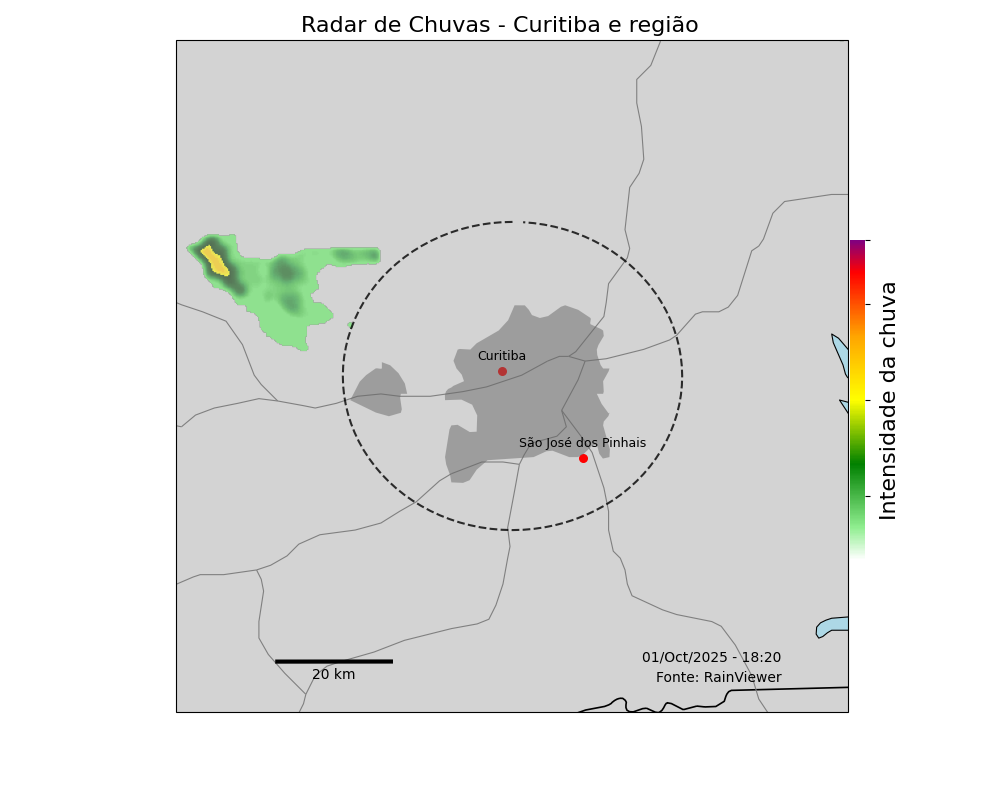 Radar de Chuvas - Curitiba e região
Curitiba
São José dos Pinhais
Intensidade da chuva
01/Oct/2025 - 18:20
Fonte: RainViewer
20 km